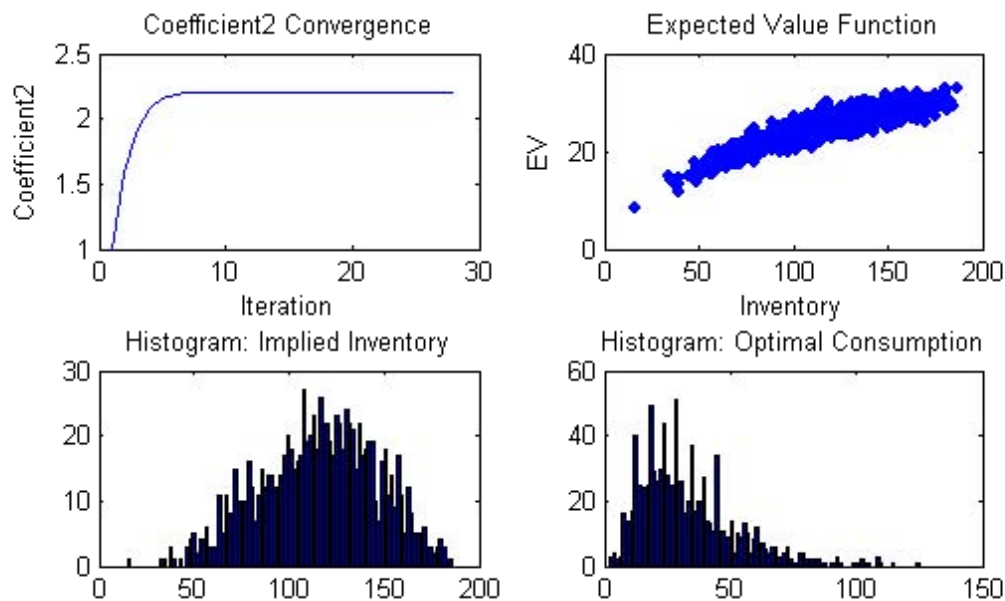 Coefficient2 Convergence
2.5
2
1.5
1
Coefficient2
0 10 20 30
Iteration
Expected Value Function
40
20
0
EV
0 50 100 150 200
Inventory
Histogram: Implied Inventory
30
20
10
0
0 50 100 150 200
Histogram: Optimal Consumption
60
40
20
0
0 50 100 150